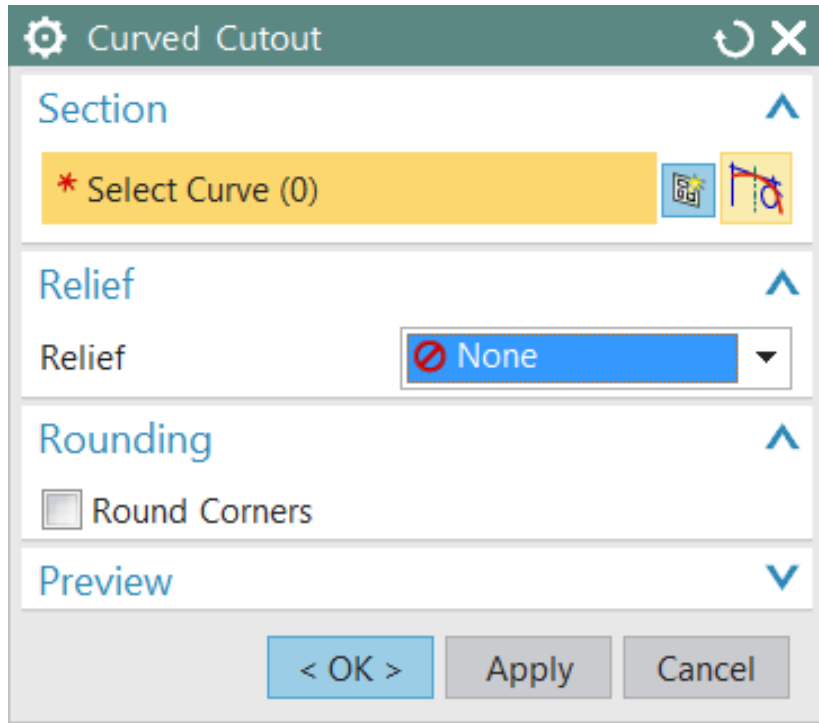 Curved Cutout
Section
* Select Curve (0)
Relief
Relief None
Rounding
Round Corners
Preview
< OK > Apply Cancel